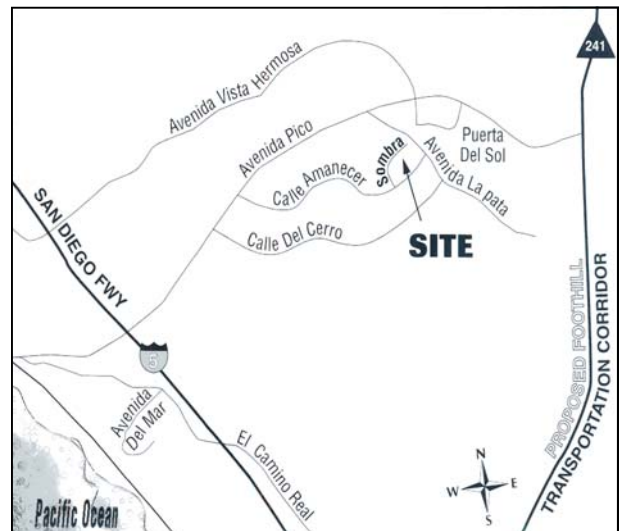 241
Avenida Vista Hermosa
Avenida Pico
Puerta
Del Sol
Sombra
Avenida La pata
Calle Amanecer
Calle Del Cerro
SITE
SAN DIEGO FWY
5
PROPOSED FOOTHILL
TRANSPORTATION CORRIDOR
Avenida
Del Mar
El Camino Real
Pacific Ocean
N
W
E
S